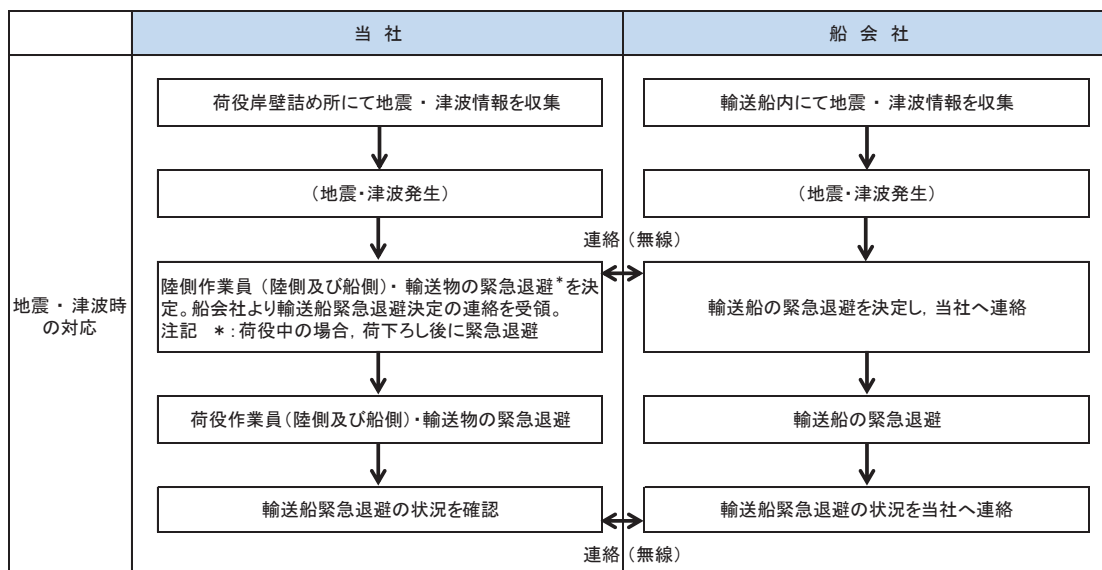 当 社
船 会 社
地震・津波時
の対応
荷役岸壁詰め所にて地震・津波情報を収集
輸送船内にて地震・津波情報を収集
(地震・津波発生)
(地震・津波発生)
連絡(無線)
陸側作業員(陸側及び船側)・輸送物の緊急退避*を決
定。船会社より輸送船緊急退避決定の連絡を受領。
注記 *:荷役中の場合,荷下ろし後に緊急退避
輸送船の緊急退避を決定し,当社へ連絡
荷役作業員(陸側及び船側)・輸送物の緊急退避
輸送船の緊急退避
輸送船緊急退避の状況を確認
輸送船緊急退避の状況を当社へ連絡
連絡(無線)